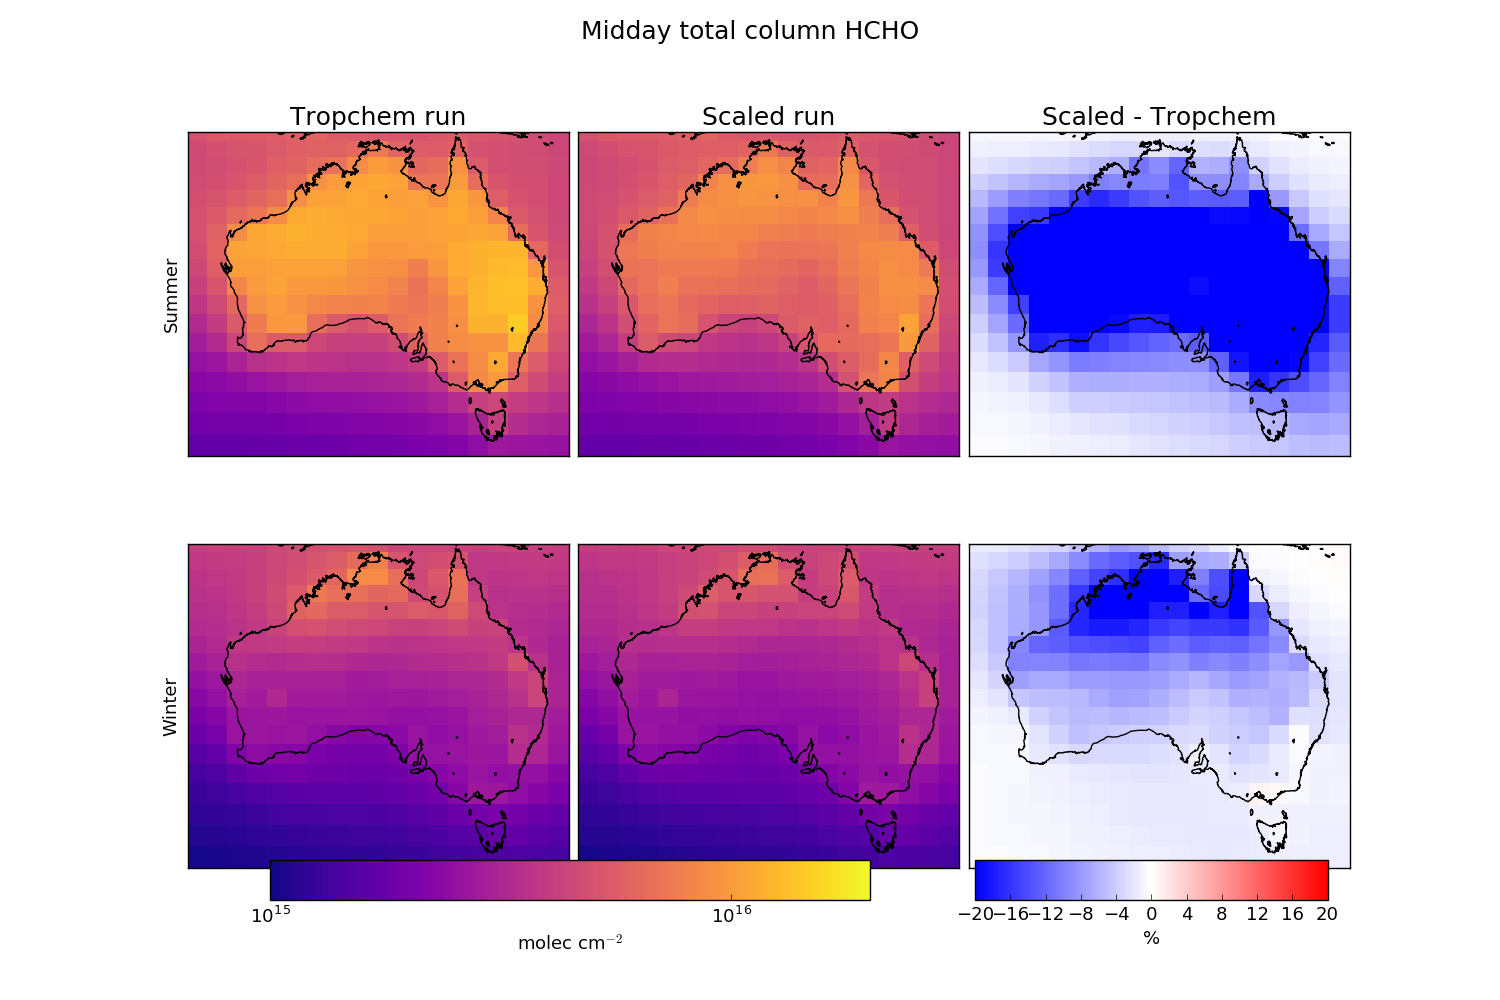 Midday total column HCHO
Tropchem run
Scaled run
Scaled - Tropchem
Summer
Winter
10^15
10^16
molec cm^−2
−20 −16 −12 −8 −4 0 4 8 12 16 20
%